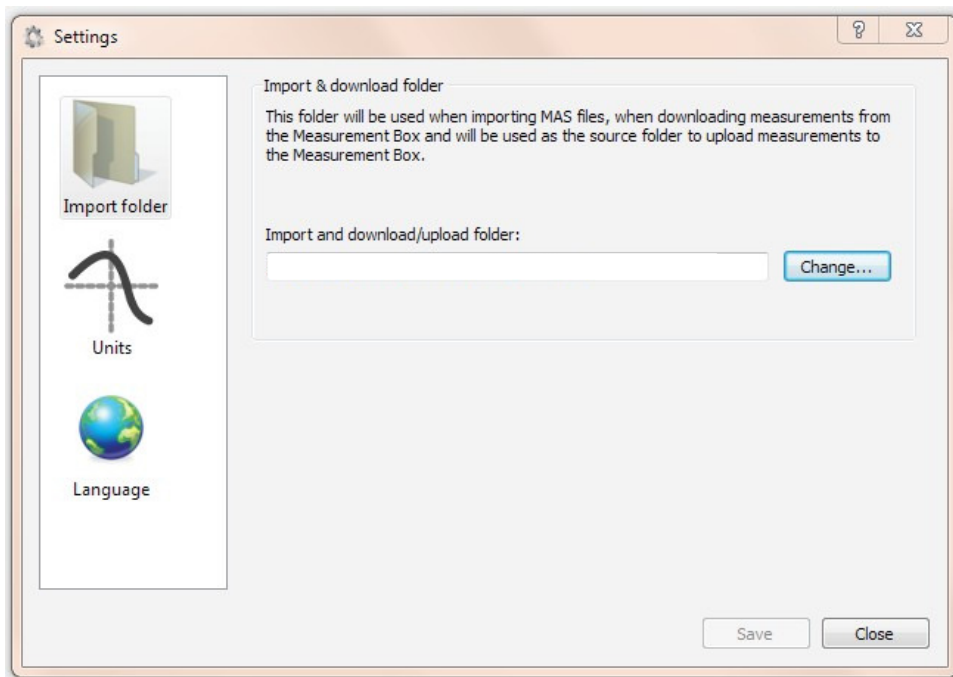 Settings
Import folder
Units
Language
Import & download folder
This folder will be used when importing MAS files, when downloading measurements from
the Measurement Box and will be used as the source folder to upload measurements to
the Measurement Box.
Import and download/upload folder:
Change...
Save
Close